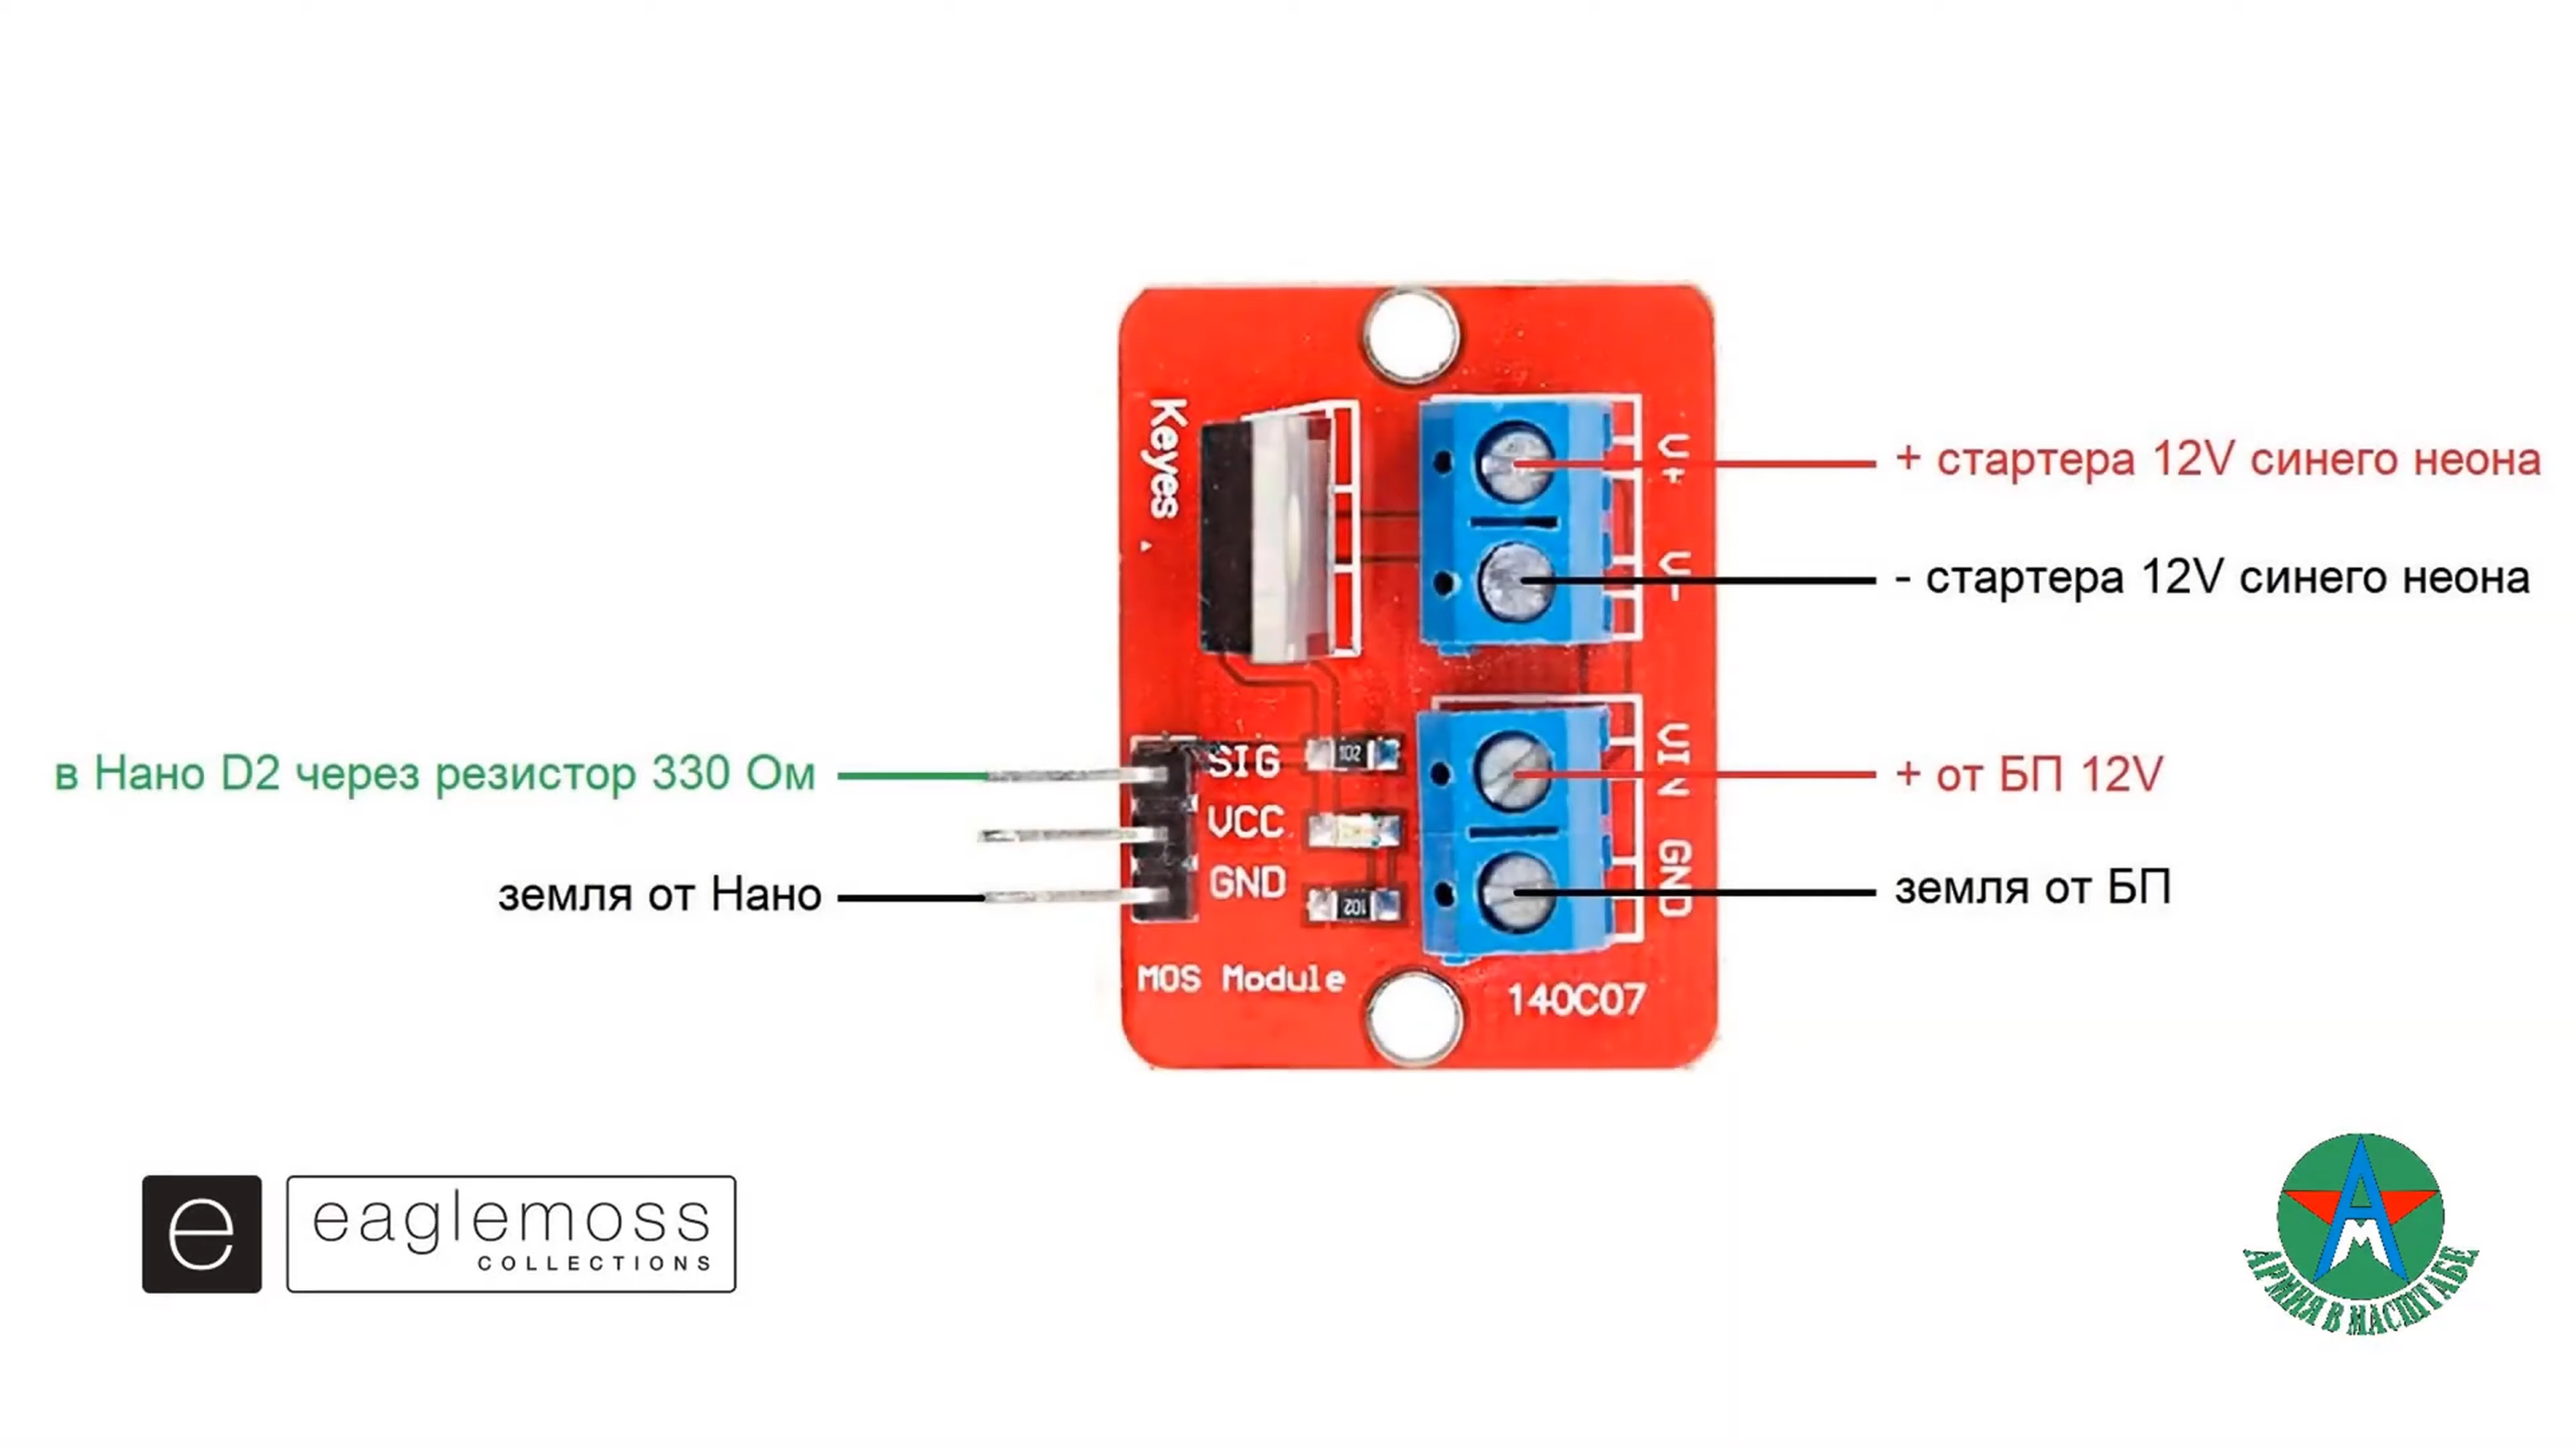 Keyes
V+
+ стартера 12V синего неона
V-
- стартера 12V синего неона
в Нано D2 через резистор 330 Ом
SIG
102
VIN
+ от БП 12V
VCC
земля от Нано
GND
102
GND
земля от БП
MOS Module
140C07
e
eaglemoss
COLLECTIONS
АМ
АРМИЯ В МАСШТАБЕ